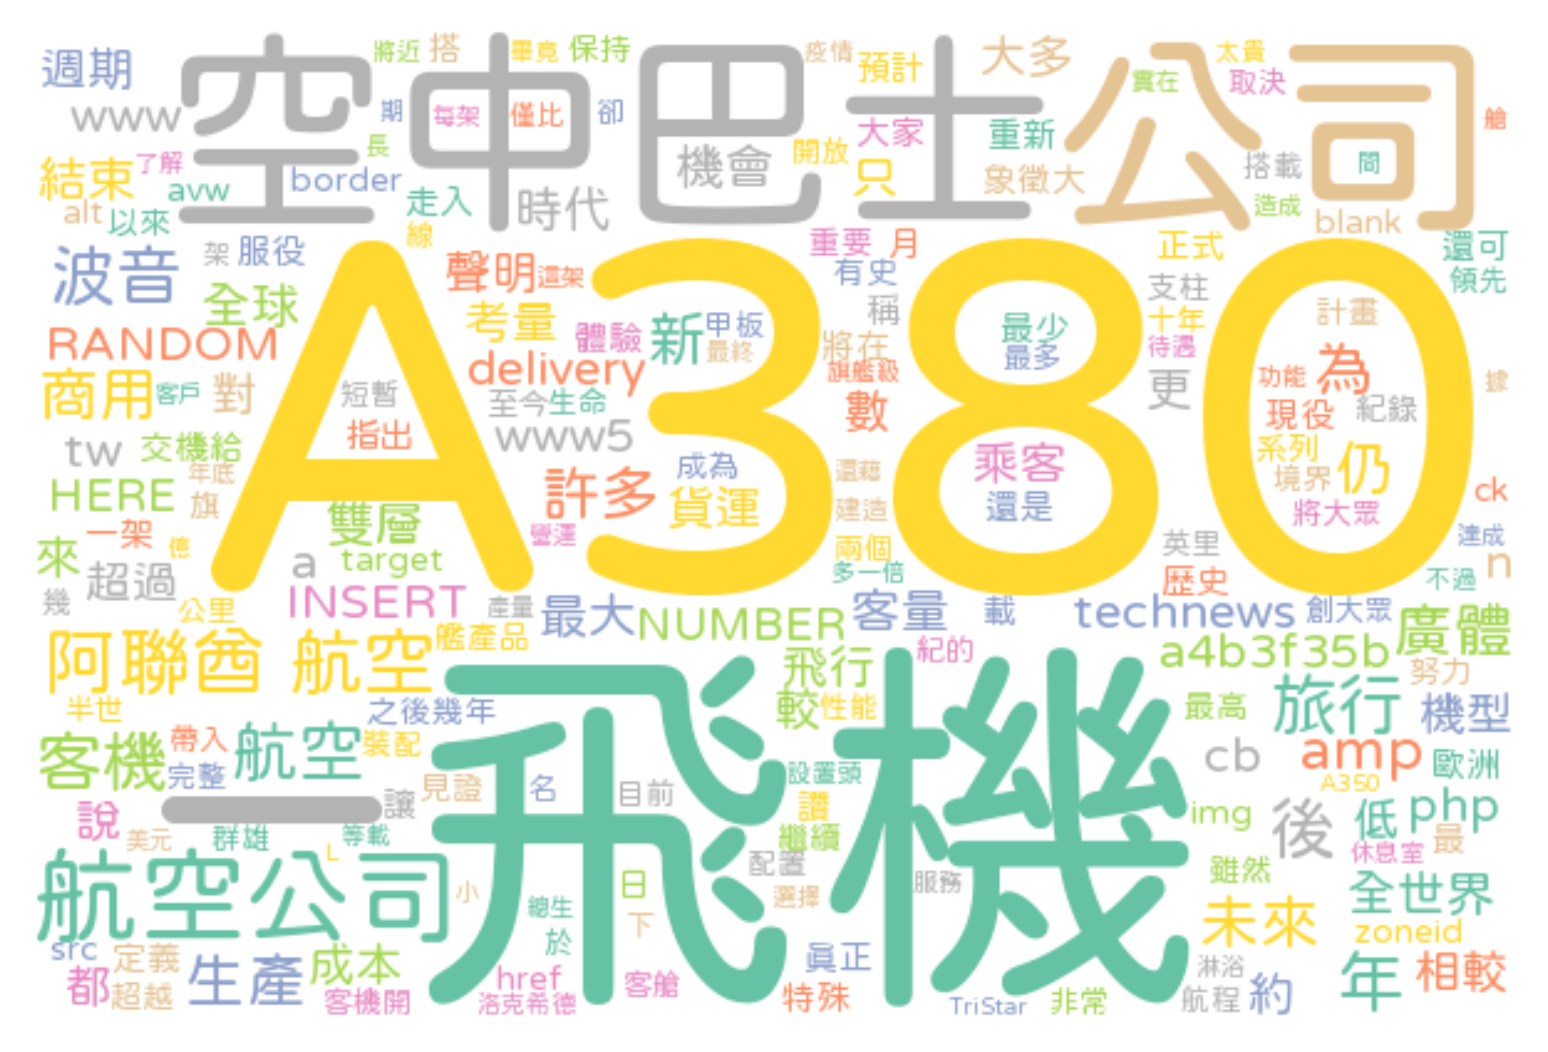 將近 搭 畢竟 保持 疫情 預計 大多 太貴
週期 空中巴士 公司 實在 取決
www 期 每架 僅比 卻 大家 重新 艙
結束 了解 長 機會 開放 只 象徵大 搭載 問
avw border 走入 時代 造成
alt 以來 blank
線 重要 月 正式 還可
波音 架 服役 聲明 這架 有史 支柱 領先
全球 A380 考量 稱 十年 計畫
RANDOM 體驗 新 甲板 最終 將在 最少 最多 待遇
商用 客戶 對 短暫 delivery 旗艦級 更 功能 為 據
至今 生命 數 現役 紀錄
tw 交機給 指出 www5 系列 仍
年底 成為 還藉 乘客 境界
HERE 旗 許多 貨運 建造 還是 將大眾 ck
一架 億 雙層 營運 兩個 英里 達成
來 超過 a target 多一倍 歷史 不過 n
幾 公里 INSERT 產量 最大 NUMBER 客量 載 technews 創大眾 廣體
阿聯酋 航空 艦產品 飛行 紀的 a4b3f35b 努力
半世 之後幾年 飛機 較 性能 最高 旅行 機型
客機 帶入 完整 航空 裝配 設置頭 cb amp 歐洲
說 一 讓 見證 名 目前 讚 img A350
美元 群雄 等載 繼續 後 低 php
航空公司 L 小 配置 休息室 最
總生 日 選擇 服務 雖然 全世界
於 下 未來 zoneid
src 定義 生產 成本 真正 淋浴 年 相較
都 超越 客機開 href 洛克希德 客艙 特殊 TriStar 非常 航程 約